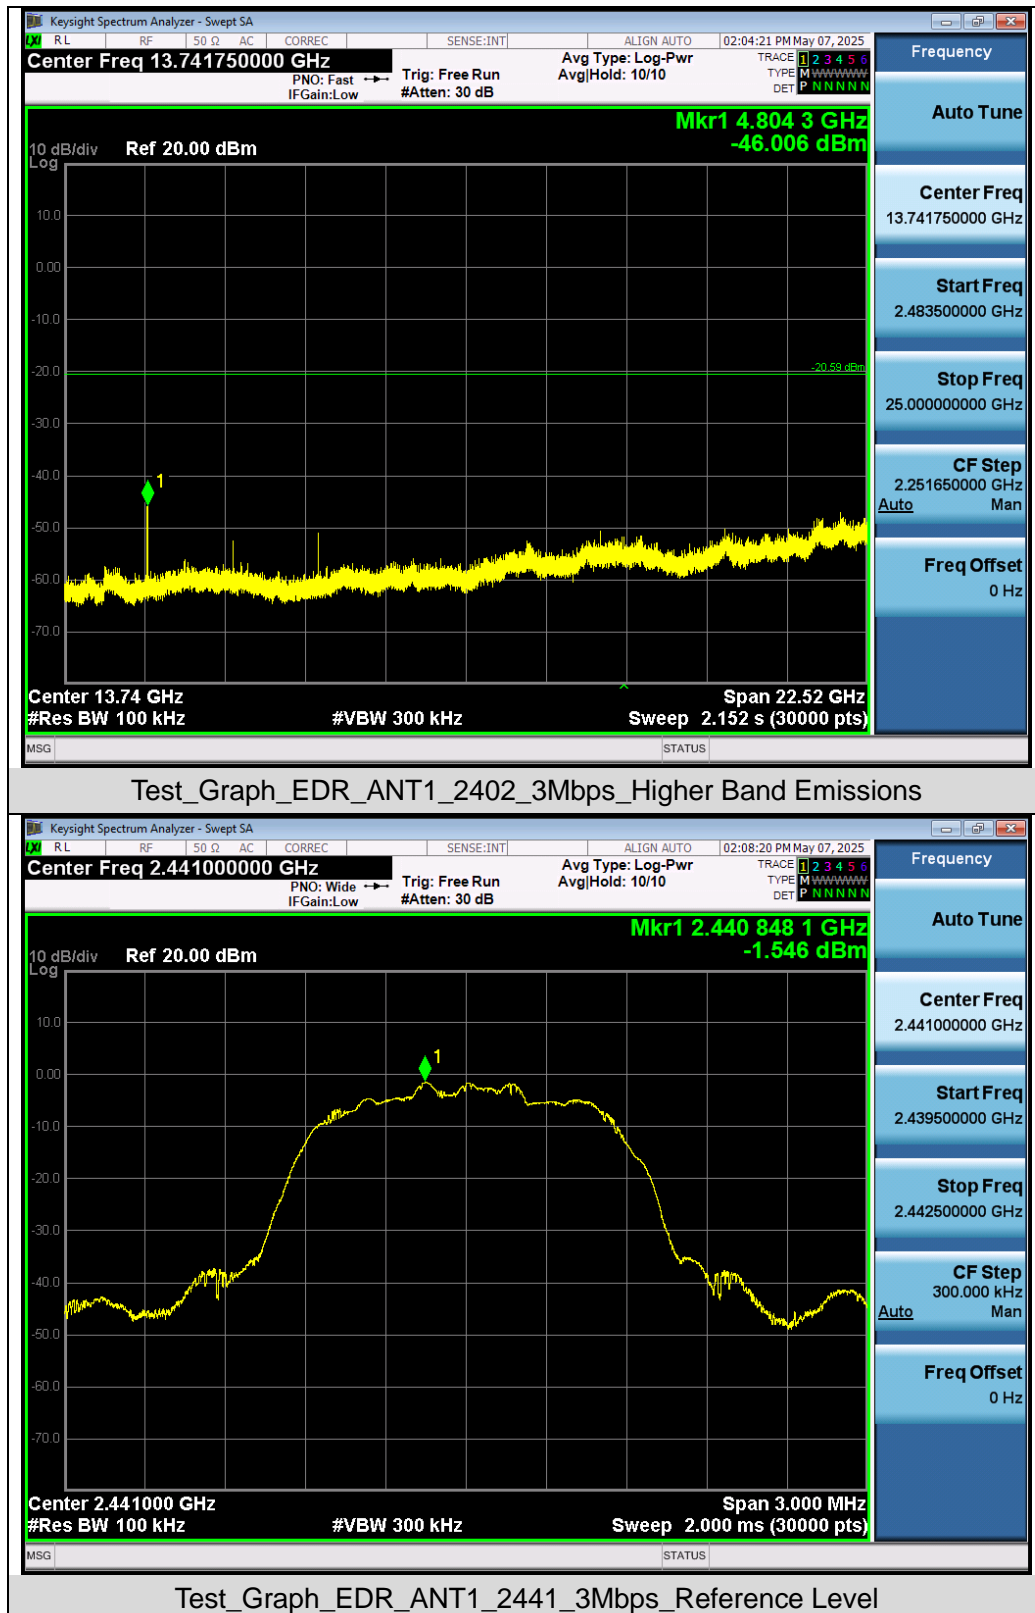 Keysight Spectrum Analyzer - Swept SA
LXI RL RF 50 Ω AC CORREC SENSE:INT ALIGN AUTO 02:04:21 PM May 07, 2025
Center Freq 13.741750000 GHz
PNO: Fast
IFGain:Low
Trig: Free Run
#Atten: 30 dB
Avg Type: Log-Pwr
Avg|Hold: 10/10
TRACE 1 2 3 4 5 6
TYPE M W W W W W
DET P N N N N N
Mkr1 4.804 3 GHz
-46.006 dBm
10 dB/div Ref 20.00 dBm
Log
10.0
0.00
-10.0
-20.0
-20.59 dBm
-30.0
-40.0
1
-50.0
-60.0
-70.0
Center 13.74 GHz Span 22.52 GHz
#Res BW 100 kHz #VBW 300 kHz Sweep 2.152 s (30000 pts)
MSG STATUS
Frequency
Auto Tune
Center Freq
13.741750000 GHz
Start Freq
2.483500000 GHz
Stop Freq
25.000000000 GHz
CF Step
2.251650000 GHz
Auto Man
Freq Offset
0 Hz
Test_Graph_EDR_ANT1_2402_3Mbps_Higher Band Emissions
Keysight Spectrum Analyzer - Swept SA
LXI RL RF 50 Ω AC CORREC SENSE:INT ALIGN AUTO 02:08:20 PM May 07, 2025
Center Freq 2.441000000 GHz
PNO: Wide
IFGain:Low
Trig: Free Run
#Atten: 30 dB
Avg Type: Log-Pwr
Avg|Hold: 10/10
TRACE 1 2 3 4 5 6
TYPE M W W W W W
DET P N N N N N
Mkr1 2.440 848 1 GHz
-1.546 dBm
10 dB/div Ref 20.00 dBm
Log
10.0
0.00
1
-10.0
-20.0
-30.0
-40.0
-50.0
-60.0
-70.0
Center 2.441000 GHz Span 3.000 MHz
#Res BW 100 kHz #VBW 300 kHz Sweep 2.000 ms (30000 pts)
MSG STATUS
Frequency
Auto Tune
Center Freq
2.441000000 GHz
Start Freq
2.439500000 GHz
Stop Freq
2.442500000 GHz
CF Step
300.000 kHz
Auto Man
Freq Offset
0 Hz
Test_Graph_EDR_ANT1_2441_3Mbps_Reference Level